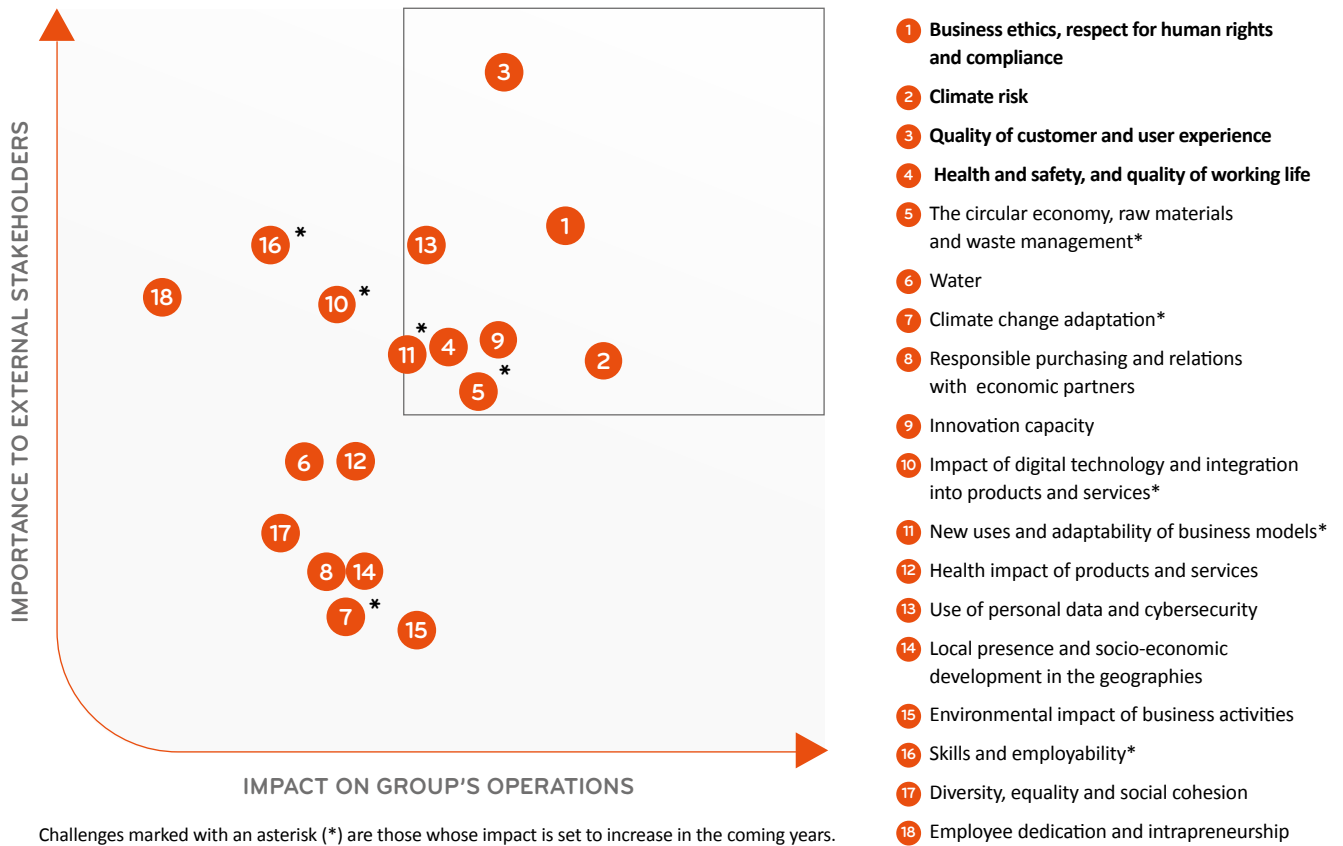 IMPORTANCE TO EXTERNAL STAKEHOLDERS
3
1
16 *
13
18
10 *
11 *
4
9
2
5 *
6
12
17
8
14
7 *
15
IMPACT ON GROUP'S OPERATIONS
Challenges marked with an asterisk (*) are those whose impact is set to increase in the coming years.
1 Business ethics, respect for human rights
and compliance
2 Climate risk
3 Quality of customer and user experience
4 Health and safety, and quality of working life
5 The circular economy, raw materials
and waste management*
6 Water
7 Climate change adaptation*
8 Responsible purchasing and relations
with economic partners
9 Innovation capacity
10 Impact of digital technology and integration
into products and services*
11 New uses and adaptability of business models*
12 Health impact of products and services
13 Use of personal data and cybersecurity
14 Local presence and socio-economic
development in the geographies
15 Environmental impact of business activities
16 Skills and employability*
17 Diversity, equality and social cohesion
18 Employee dedication and intrapreneurship